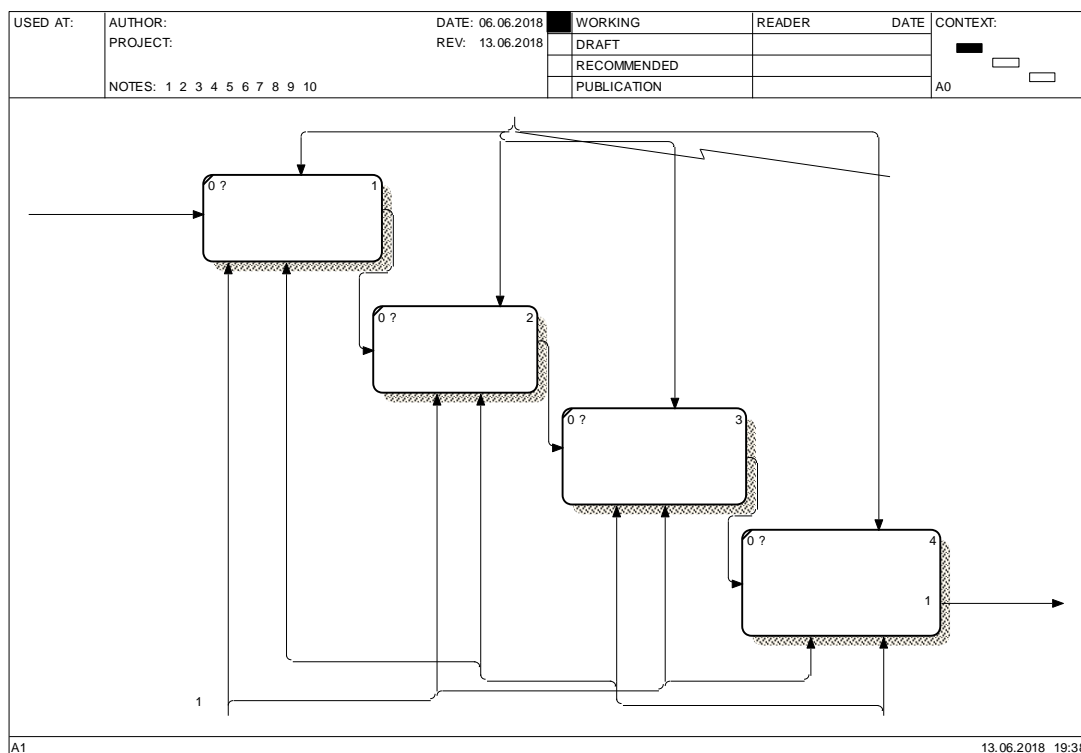 USED AT:
AUTHOR:
DATE: 06.06.2018
PROJECT:
REV: 13.06.2018
NOTES: 1 2 3 4 5 6 7 8 9 10
WORKING
DRAFT
RECOMMENDED
PUBLICATION
READER DATE
CONTEXT:
A0
0 ? 1
0 ? 2
0 ? 3
0 ? 4
1
1
A1
13.06.2018 19:38